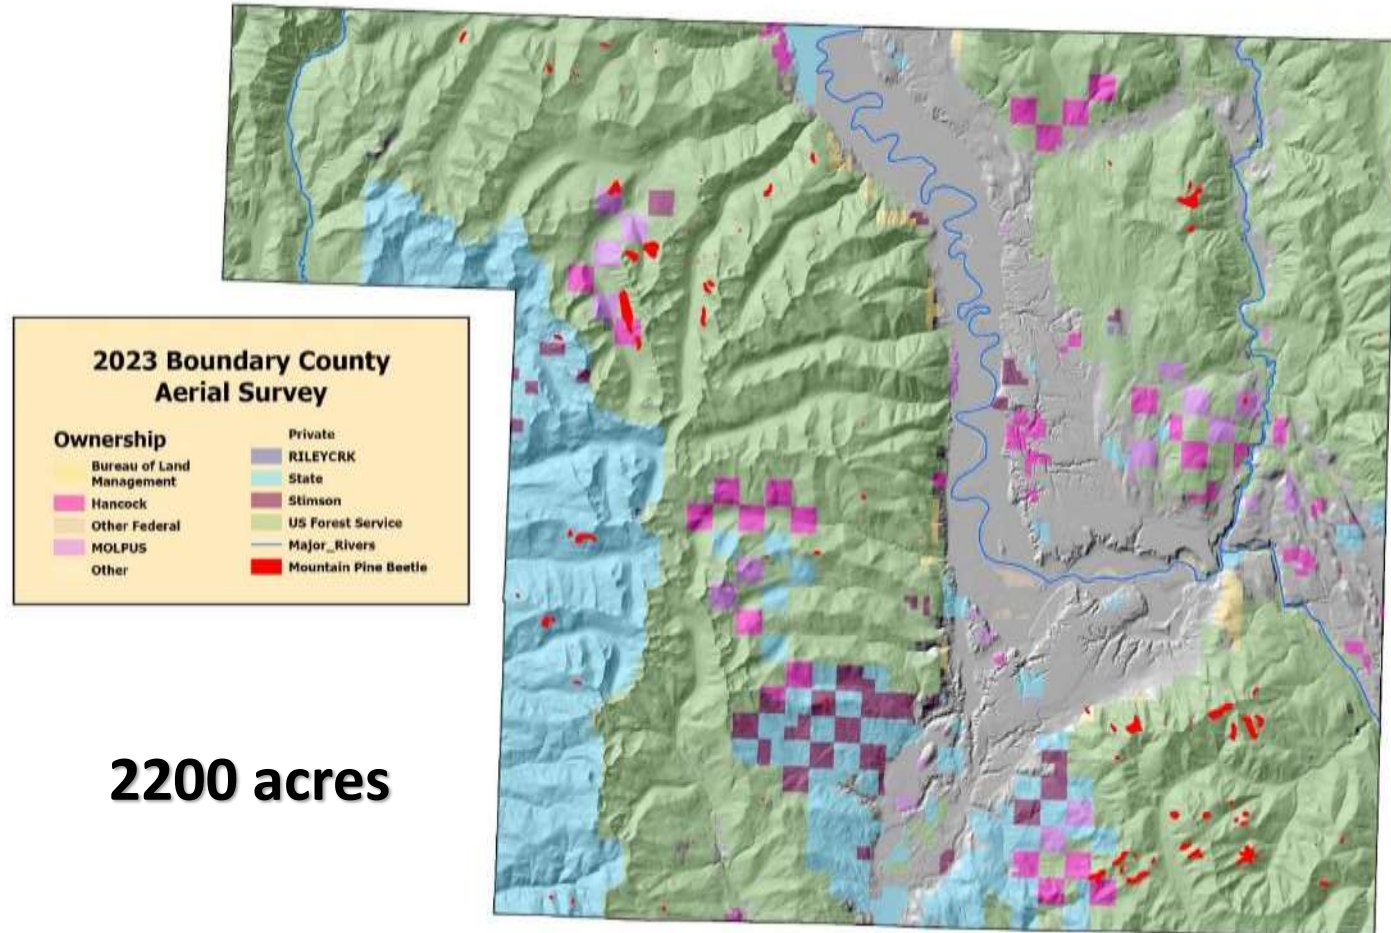 2023 Boundary County
Aerial Survey
Ownership
Bureau of Land
Management
Hancock
Other Federal
MOLPUS
Other
Private
RILEYCRK
State
Stimson
US Forest Service
Major_Rivers
Mountain Pine Beetle
2200 acres